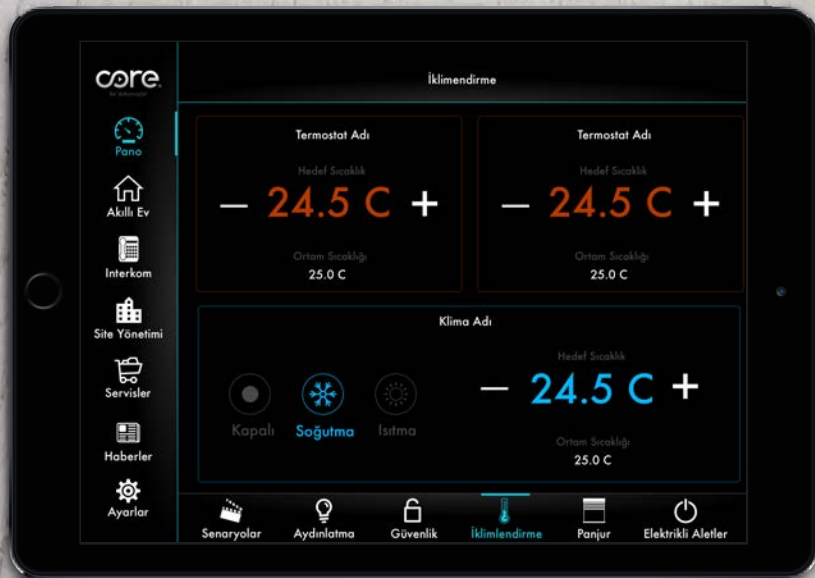 core.
İklimendirme
Pano
Akıllı Ev
Interkom
Site Yönetimi
Servisler
Haberler
Ayarlar
Termostat Adı
Hedef Sıcaklık
— 24.5 C +
Ortam Sıcaklığı
25.0 C
Termostat Adı
Hedef Sıcaklık
— 24.5 C +
Ortam Sıcaklığı
25.0 C
Klima Adı
Kapalı
Soğutma
Isıtma
Hedef Sıcaklık
— 24.5 C +
Ortam Sıcaklığı
25.0 C
Senaryolar
Aydınlatma
Güvenlik
İklimlendirme
Panjur
Elektrikli Aletler